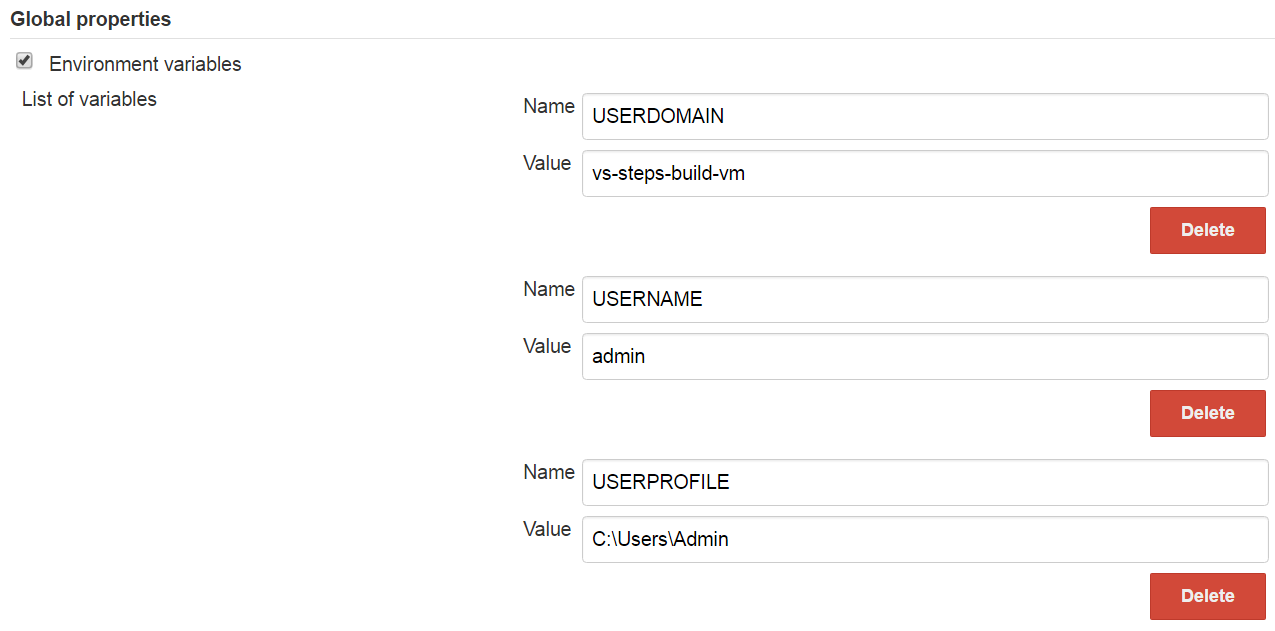 Global properties
Environment variables
List of variables
Name USERDOMAIN
Value vs-steps-build-vm
Delete
Name USERNAME
Value admin
Delete
Name USERPROFILE
Value C:\Users\Admin
Delete